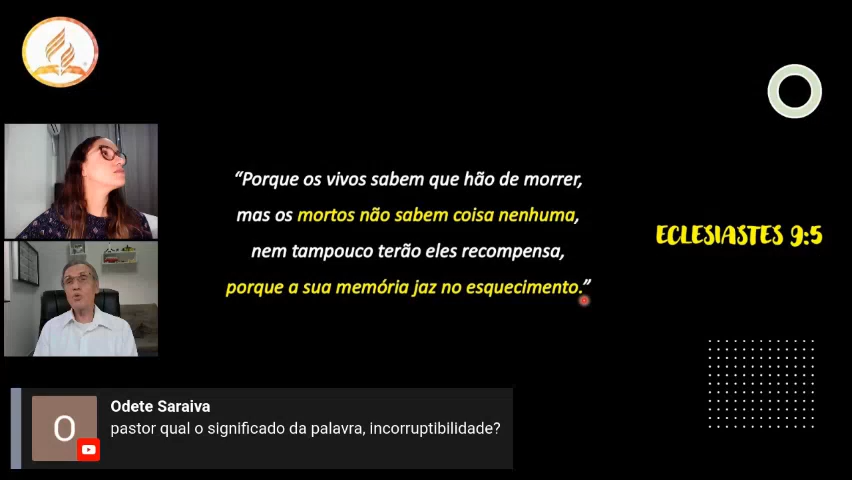 “Porque os vivos sabem que hão de morrer,
mas os mortos não sabem coisa nenhuma,
nem tampouco terão eles recompensa,
porque a sua memória jaz no esquecimento.”
ECLESIASTES 9:5
O
Odete Saraiva
pastor qual o significado da palavra, incorruptibilidade?